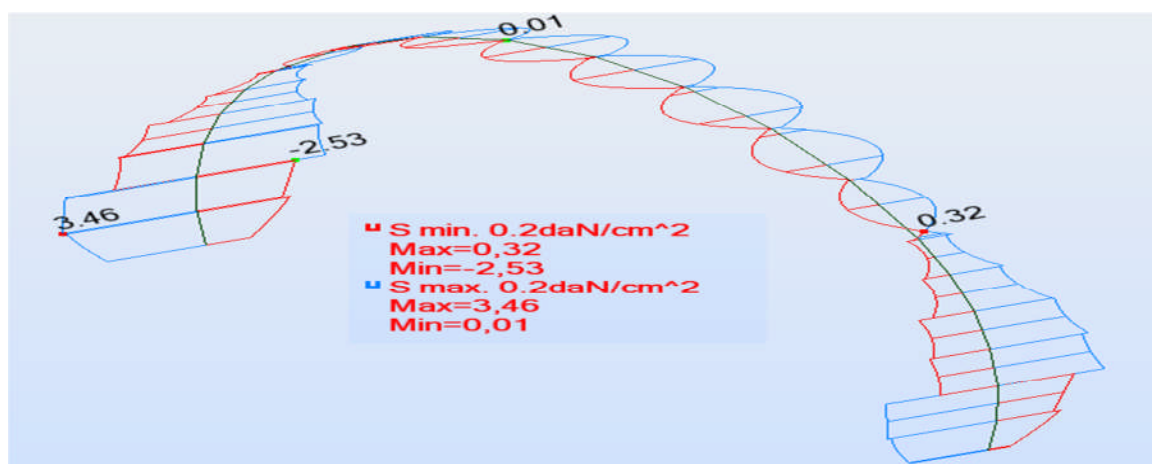 0.01
-2.53
3.46
0.32
S min. 0.2daN/cm^2
Max=0,32
Min=-2,53
S max. 0.2daN/cm^2
Max=3,46
Min=0,01